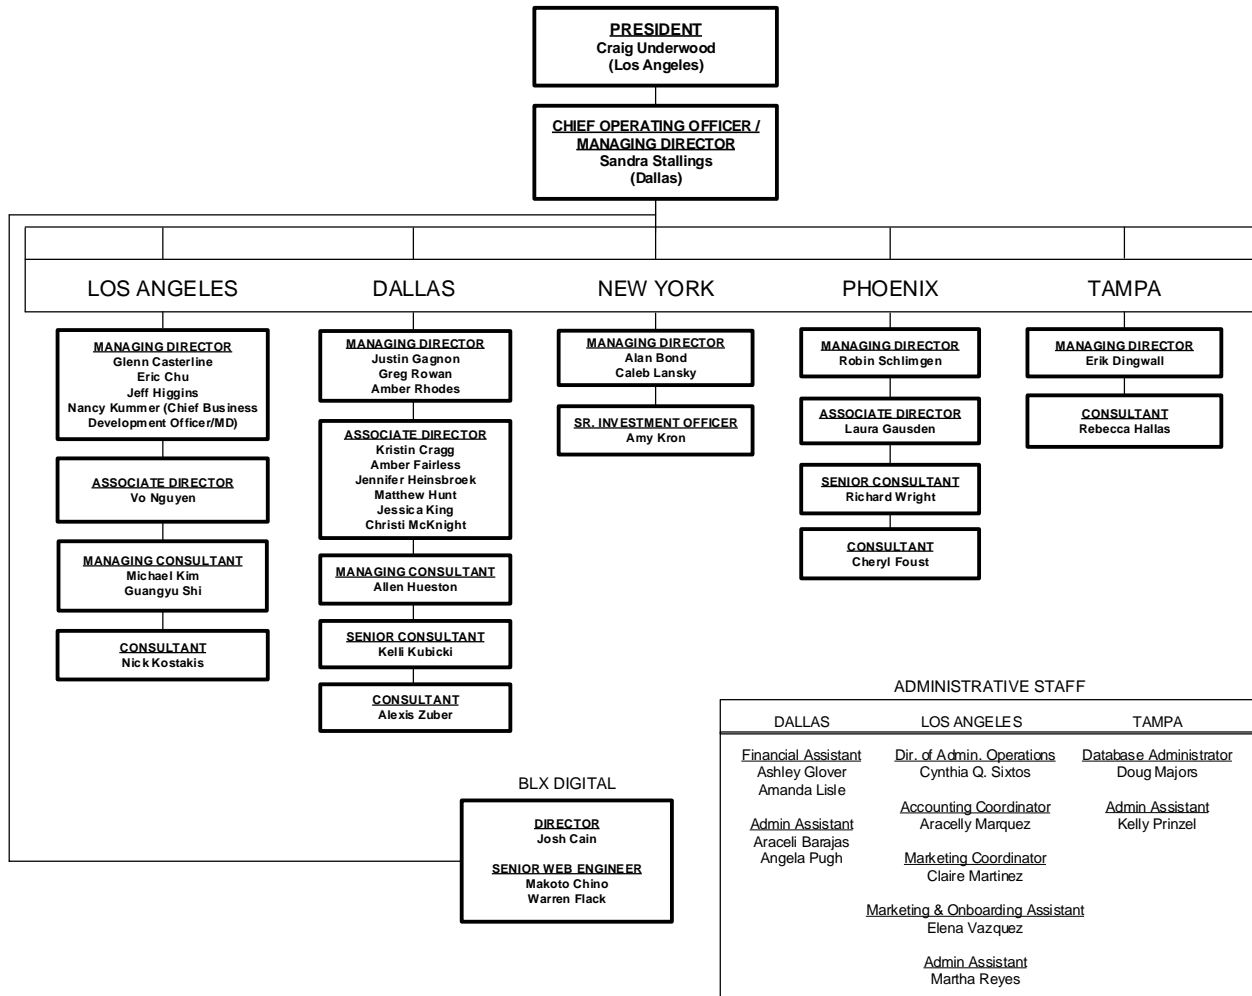 PRESIDENT
Craig Underwood
(Los Angeles)
CHIEF OPERATING OFFICER /
MANAGING DIRECTOR
Sandra Stallings
(Dallas)
LOS ANGELES
DALLAS
NEW YORK
PHOENIX
TAMPA
MANAGING DIRECTOR
Glenn Casterline
Eric Chu
Jeff Higgins
Nancy Kummer (Chief Business
Development Officer/MD)
ASSOCIATE DIRECTOR
Vo Nguyen
MANAGING CONSULTANT
Michael Kim
Guangyu Shi
CONSULTANT
Nick Kostakis
MANAGING DIRECTOR
Justin Gagnon
Greg Rowan
Amber Rhodes
ASSOCIATE DIRECTOR
Kristin Cragg
Amber Fairless
Jennifer Heinsbroek
Matthew Hunt
Jessica King
Christi McKnight
MANAGING CONSULTANT
Allen Hueston
SENIOR CONSULTANT
Kelli Kubicki
CONSULTANT
Alexis Zuber
MANAGING DIRECTOR
Alan Bond
Caleb Lansky
SR. INVESTMENT OFFICER
Amy Kron
MANAGING DIRECTOR
Robin Schlimgen
ASSOCIATE DIRECTOR
Laura Gausden
SENIOR CONSULTANT
Richard Wright
CONSULTANT
Cheryl Foust
MANAGING DIRECTOR
Erik Dingwall
CONSULTANT
Rebecca Hallas
BLX DIGITAL
DIRECTOR
Josh Cain
SENIOR WEB ENGINEER
Makoto Chino
Warren Flack
ADMINISTRATIVE STAFF
DALLAS
Financial Assistant
Ashley Glover
Amanda Lisle
Admin Assistant
Araceli Barajas
Angela Pugh
LOS ANGELES
Dir. of Admin. Operations
Cynthia Q. Sixtos
Accounting Coordinator
Aracelly Marquez
Marketing Coordinator
Claire Martinez
Marketing & Onboarding Assistant
Elena Vazquez
Admin Assistant
Martha Reyes
TAMPA
Database Administrator
Doug Majors
Admin Assistant
Kelly Prinzel